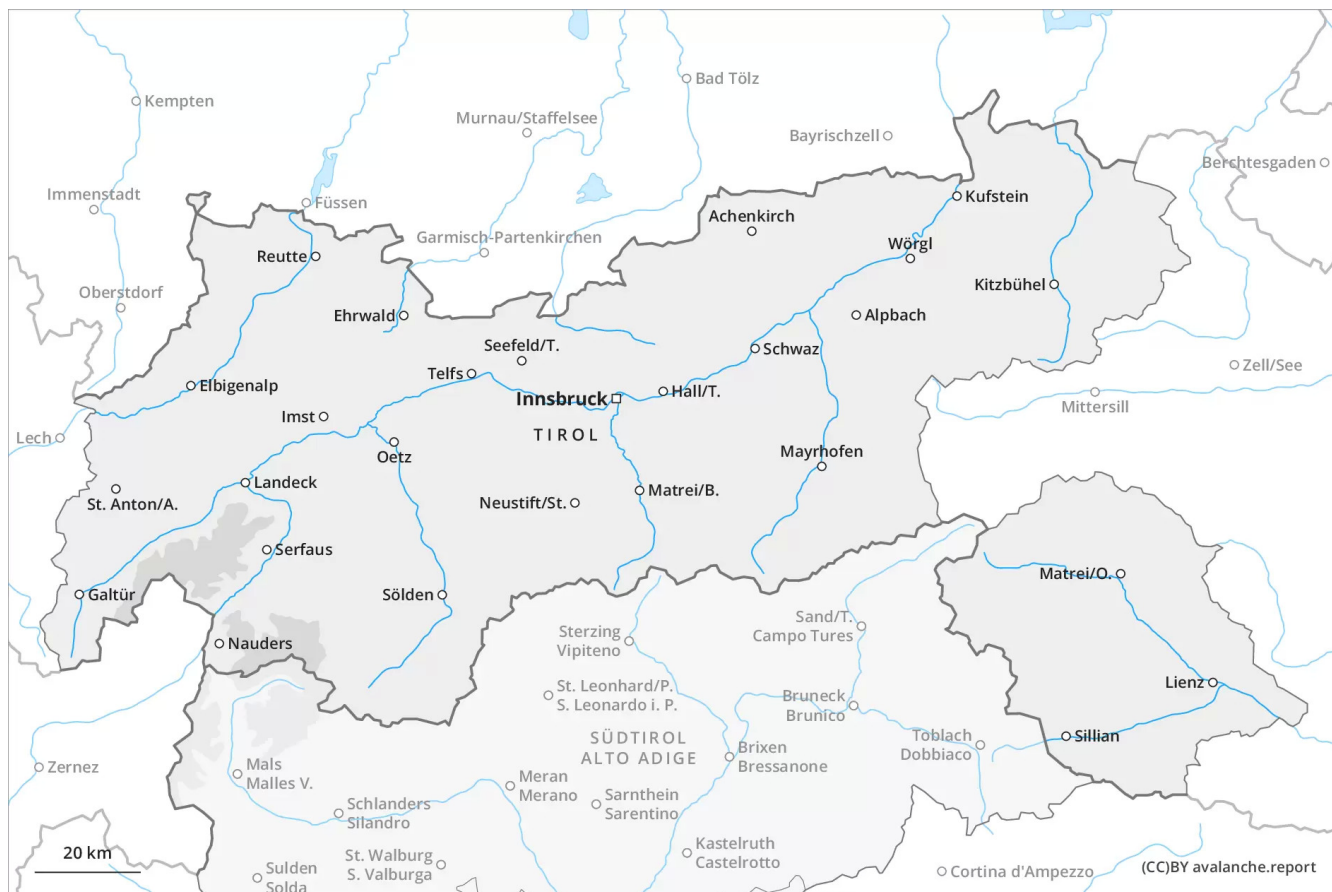 Bad Tölz
Kempten
Murnau/Staffelsee
Bayrischzell
Berchtesgaden
Immenstadt
Füssen
Kufstein
Achenkirch
Garmisch-Partenkirchen
Wörgl
Reutte
Kitzbühel
Oberstdorf
Ehrwald
Alpbach
Seefeld/T.
Schwaz
Zell/See
Telfs
Elbigenalp
Hall/T.
Innsbruck
Mittersill
Imst
Lech
TIROL
Oetz
Mayrhofen
Landeck
Matrei/B.
St. Anton/A.
Neustift/St.
Serfaus
Matrei/O.
Galtür
Sölden
Sand/T.
Campo Tures
Sterzing
Vipiteno
Nauders
Lienz
St. Leonhard/P.
S. Leonardo i. P.
Bruneck
Brunico
SÜDTIROL
ALTO ADIGE
Toblach
Dobbiaco
Sillian
Brixen
Bressanone
Zernez
Mals
Malles V.
Meran
Merano
Sarnthein
Sarentino
Schlanders
Silandro
Kastelruth
Castelrotto
20 km
St. Walburg
S. Valburga
Sulden
Solda
Cortina d'Ampezzo
(CC)BY avalanche.report